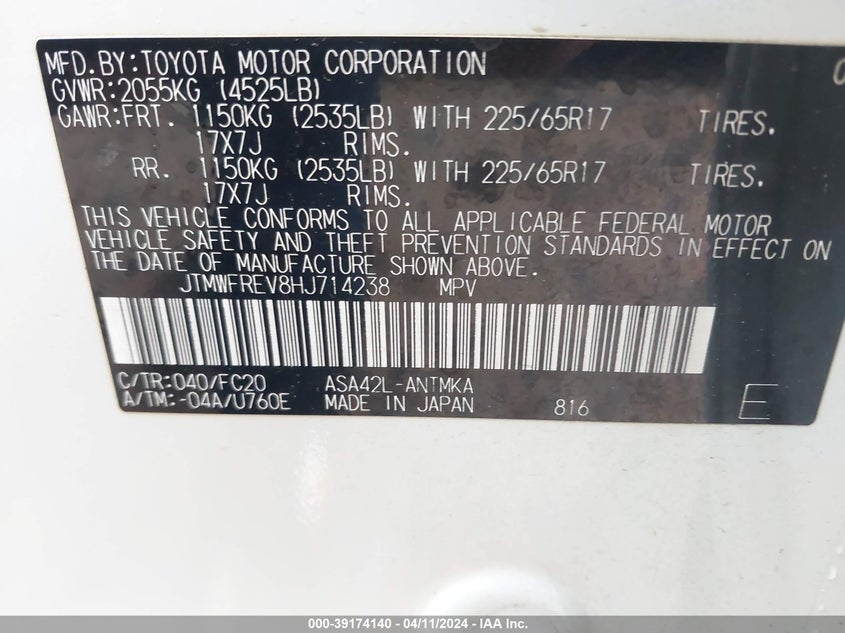 MFD.BY:TOYOTA MOTOR CORPORATION
GVWR:2055KG (4525LB)
GAWR:FRT. 1150KG (2535LB) WITH 225/65R17 TIRES.
17X7J RIMS.
RR. 1150KG (2535LB) WITH 225/65R17 TIRES.
17X7J RIMS.
THIS VEHICLE CONFORMS TO ALL APPLICABLE FEDERAL MOTOR
VEHICLE SAFETY AND THEFT PREVENTION STANDARDS IN EFFECT ON
THE DATE OF MANUFACTURE SHOWN ABOVE.
JTMWFREV8HJ714238 MPV
C/TR:040/FC20 ASA42L-ANTMKA
A/TM:-04A/U760E MADE IN JAPAN 816 E
000-39174140 - 04/11/2024 - IAA Inc.